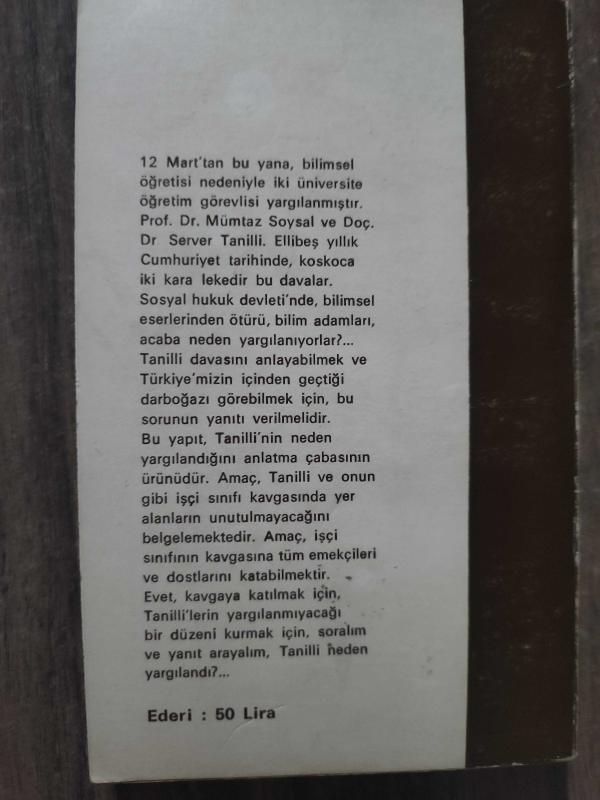 12 Mart'tan bu yana, bilimsel
öğretisi nedeniyle iki üniversite
öğretim görevlisi yargılanmıştır.
Prof. Dr. Mümtaz Soysal ve Doç.
Dr Server Tanilli. Ellibeş yıllık
Cumhuriyet tarihinde, koskoca
iki kara lekedir bu davalar.
Sosyal hukuk devleti'nde, bilimsel
eserlerinden ötürü, bilim adamları,
acaba neden yargılanıyorlar?...
Tanilli davasını anlayabilmek ve
Türkiye'mizin içinden geçtiği
darboğazı görebilmek için, bu
sorunun yanıtı verilmelidir.
Bu yapıt, Tanilli'nin neden
yargılandığını anlatma çabasının
ürünüdür. Amaç, Tanilli ve onun
gibi işçi sınıfı kavgasında yer
alanların unutulmayacağını
belgelemektedir. Amaç, işçi
sınıfının kavgasına tüm emekçileri
ve dostlarını katabilmektir.
Evet, kavgaya katılmak için,
Tanilli'lerin yargılanmıyacağı
bir düzeni kurmak için, soralım
ve yanıt arayalım, Tanilli neden
yargılandı?...
Ederi : 50 Lira